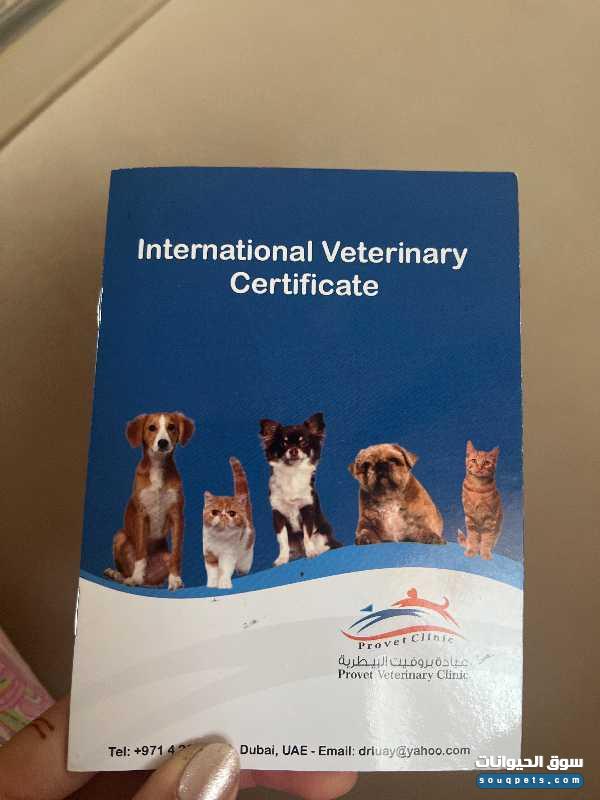 International Veterinary
Certificate
Provet Clinic
عيادة بروفيت البيطرية
Provet Veterinary Clinic
Tel: +971 4 Dubai, UAE - Email: drluay@yahoo.com
سوق الحيوانات
souqpets.com